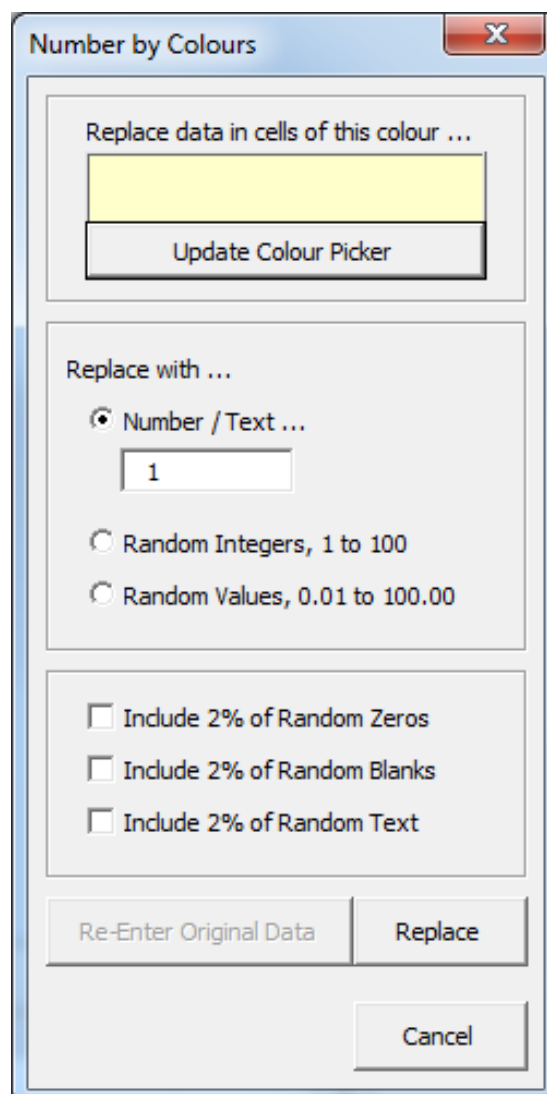 Number by Colours
Replace data in cells of this colour ...
Update Colour Picker
Replace with ...
Number / Text ...
1
Random Integers, 1 to 100
Random Values, 0.01 to 100.00
Include 2% of Random Zeros
Include 2% of Random Blanks
Include 2% of Random Text
Re-Enter Original Data
Replace
Cancel